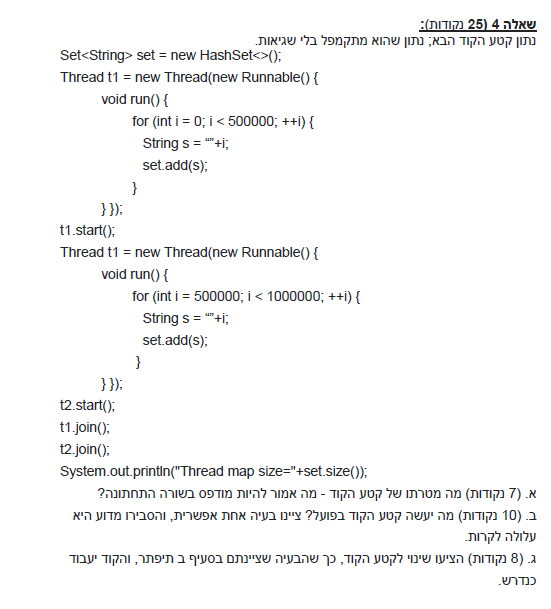 שאלה 4 (25 נקודות):
נתון קטע הקוד הבא; נתון שהוא מתקמפל בלי שגיאות.
Set<String> set = new HashSet<>();
Thread t1 = new Thread(new Runnable() {
void run() {
for (int i = 0; i < 500000; ++i) {
String s = “”+i;
set.add(s);
}
} });
t1.start();
Thread t1 = new Thread(new Runnable() {
void run() {
for (int i = 500000; i < 1000000; ++i) {
String s = “”+i;
set.add(s);
}
} });
t2.start();
t1.join();
t2.join();
System.out.println("Thread map size="+set.size());
א. (7 נקודות) מה מטרתו של קטע הקוד - מה אמור להיות מודפס בשורה התחתונה?
ב. (10 נקודות) מה יעשה קטע הקוד בפועל? ציינו בעיה אחת אפשרית, והסבירו מדוע היא
עלולה לקרות.
ג. (8 נקודות) הציעו שינוי לקטע הקוד, כך שהבעיה שציינתם בסעיף ב תיפתר, והקוד יעבוד
כנדרש.